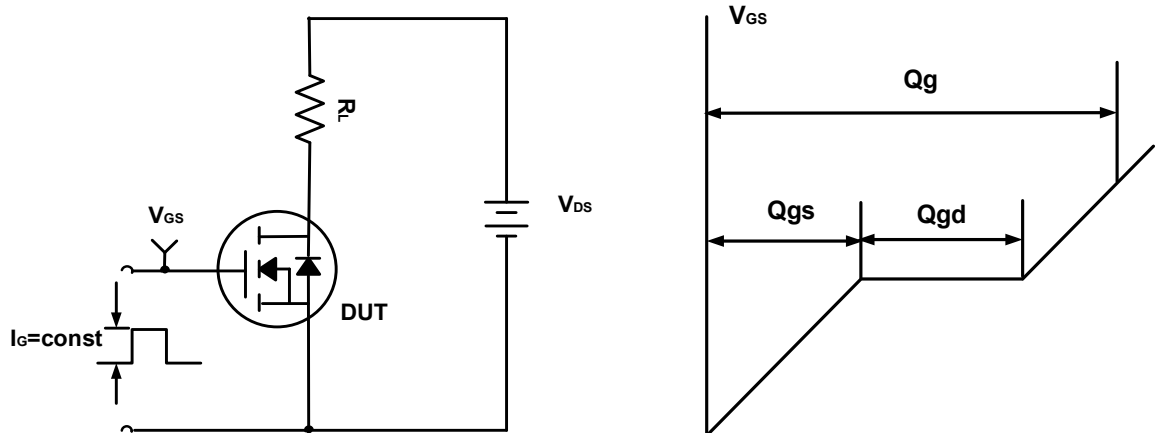 RL
VGS
VDS
DUT
IG=const
VGS
Qg
Qgs
Qgd